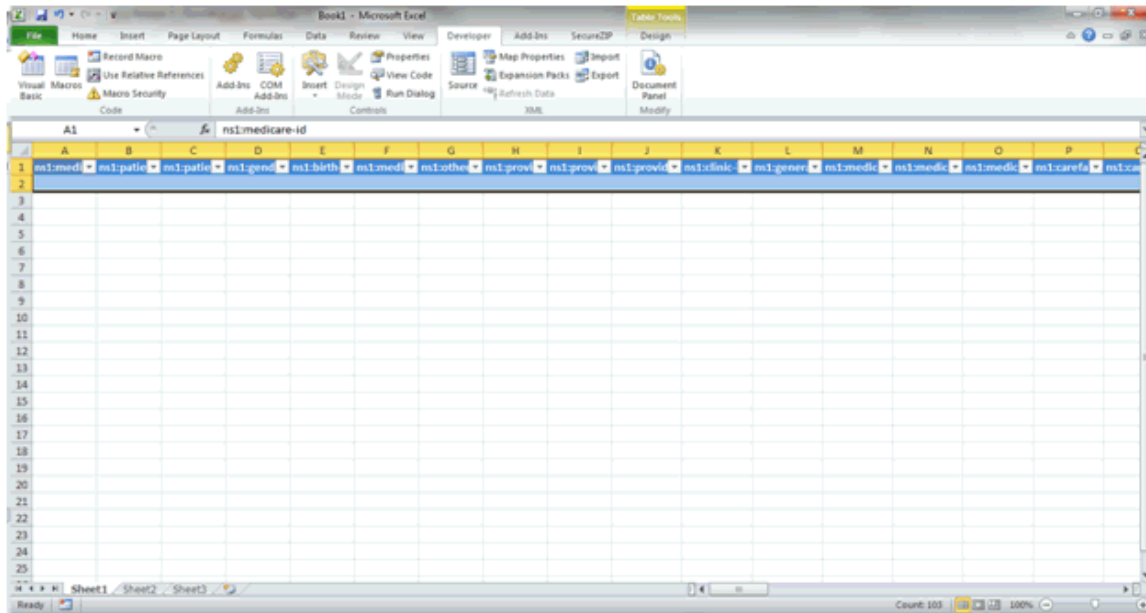 Book1 - Microsoft Excel
Table Tools
File Home Insert Page Layout Formulas Data Review View Developer Add-Ins SecureZIP Design
Visual Basic
Macros
Record Macro
Use Relative References
Macro Security
Code
Add-Ins
COM Add-Ins
Add-Ins
Insert
Design Mode
Properties
View Code
Run Dialog
Controls
Source
Map Properties
Expansion Packs
Refresh Data
Import
Export
XML
Document Panel
Modify
A1 fx ns1:medicare-id
A B C D E F G H I J K L M N O P
1 ns1:medi ns1:patie ns1:patie ns1:gend ns1:birth ns1:medi ns1:othe ns1:provi ns1:provi ns1:provid ns1:clinic- ns1:genera ns1:medic ns1:medic ns1:medic ns1:carefa ns1:car
2
3
4
5
6
7
8
9
10
11
12
13
14
15
16
17
18
19
20
21
22
23
24
25
Sheet1 Sheet2 Sheet3
Ready Count: 103 100%